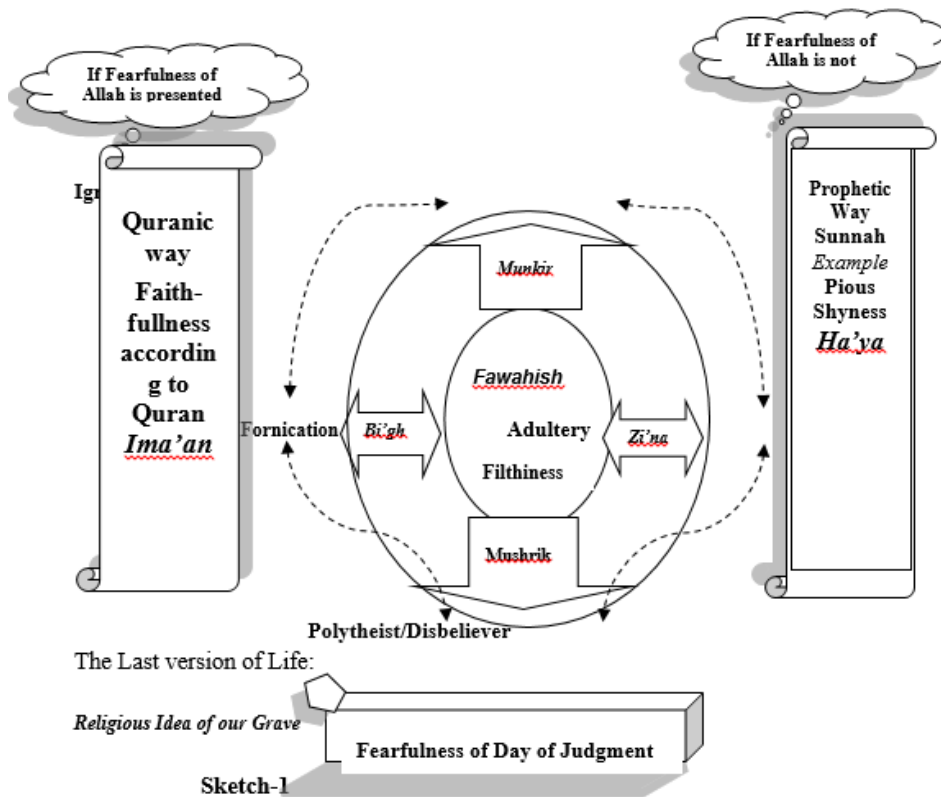 If Fearfulness of
Allah is presented
If Fearfulness of
Allah is not
Quranic
way
Faith-
fullness
accordin
g to
Quran
Ima’an
Prophetic
Way
Sunnah
Example
Pious
Shyness
Ha’ya
Munkir
Fawahish
Fornication
Bi’gh
Adultery
Zi’na
Filthiness
Mushrik
Polytheist/Disbeliever
The Last version of Life:
Religious Idea of our Grave
Fearfulness of Day of Judgment
Sketch-1